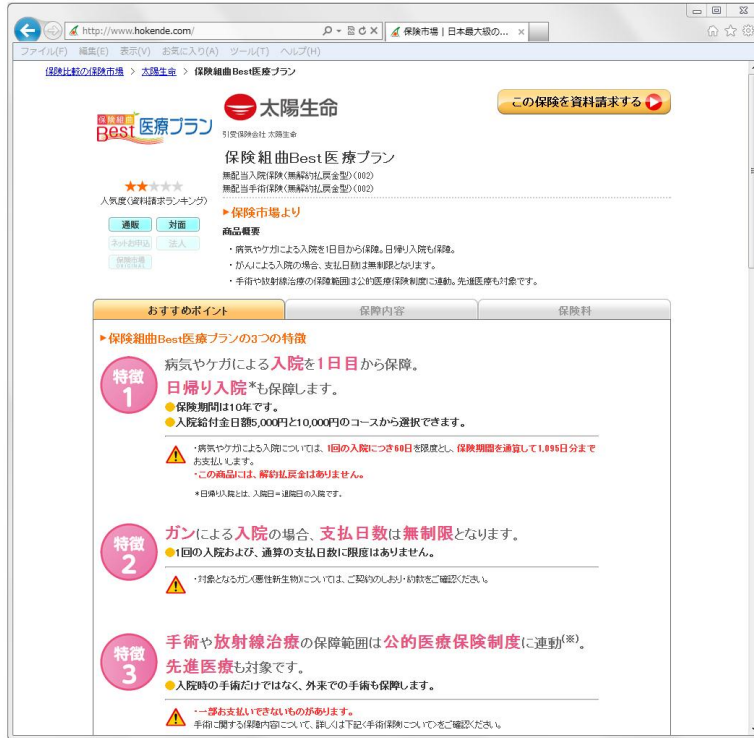 http://www.hokende.com/
保険市場 | 日本最大級の...
ファイル(F) 編集(E) 表示(V) お気に入り(A) ツール(T) ヘルプ(H)
保険比較の保険市場 > 太陽生命 > 保険組曲Best医療プラン
保険組曲
Best 医療プラン
太陽生命
引受保険会社 太陽生命
この保険を資料請求する
保険組曲Best医療プラン
無配当入院保険(無解約払戻金型)(002)
無配当手術保険(無解約払戻金型)(002)
★★★★★
人気度(資料請求ランキング)
通販 対面
ネットお申込 法人
保険市場
ORIGINAL
▶保険市場より
商品概要
・病気やケガによる入院を1日目から保障。日帰り入院も保障。
・がんによる入院の場合、支払日数は無制限となります。
・手術や放射線治療の保障範囲は公的医療保険制度に連動。先進医療も対象です。
おすすめポイント 保障内容 保険料
▶保険組曲Best医療プランの3つの特徴
特徴
1
病気やケガによる入院を1日目から保障。
日帰り入院*も保障します。
●保険期間は10年です。
●入院給付金日額5,000円と10,000円のコースから選択できます。
・病気やケガによる入院については、1回の入院につき60日を限度とし、保険期間を通算して1,095日分まで
お支払いします。
・この商品には、解約払戻金はありません。
*日帰り入院とは、入院日=退院日の入院です。
特徴
2
ガンによる入院の場合、支払日数は無制限となります。
●1回の入院および、通算の支払日数に限度はありません。
・対象となるガン(悪性新生物)については、ご契約のしおり・約款をご確認ください。
特徴
3
手術や放射線治療の保障範囲は公的医療保険制度に連動(※)。
先進医療も対象です。
●入院時の手術だけではなく、外来での手術も保障します。
・一部お支払いできないものがあります。
手術に関する保障内容について、詳しくは下記<手術保険について>をご確認ください。